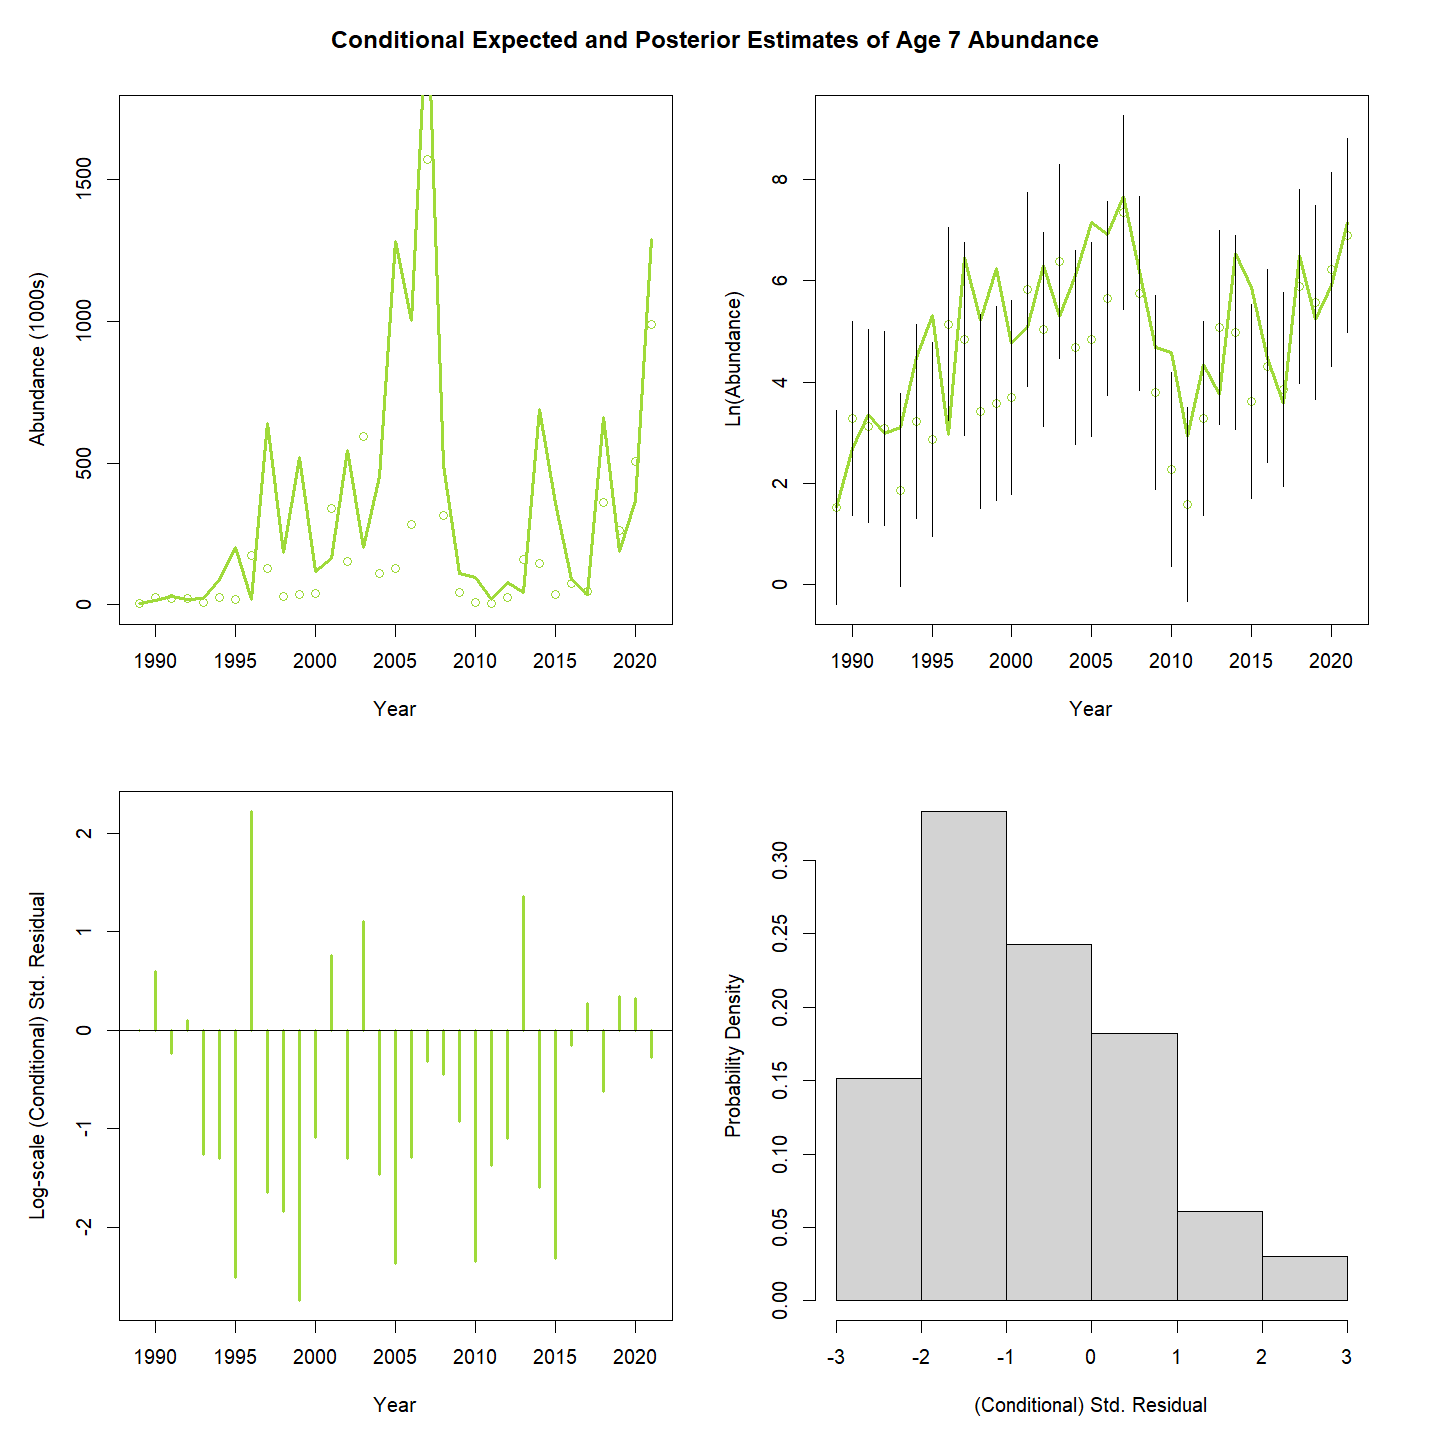 Conditional Expected and Posterior Estimates of Age 7 Abundance
Abundance (1000s)
0
500
1000
1500
1990 1995 2000 2005 2010 2015 2020
Year
Ln(Abundance)
0
2
4
6
8
1990 1995 2000 2005 2010 2015 2020
Year
Log-scale (Conditional) Std. Residual
-2
-1
0
1
2
1990 1995 2000 2005 2010 2015 2020
Year
Probability Density
0.00
0.05
0.10
0.15
0.20
0.25
0.30
-3 -2 -1 0 1 2 3
(Conditional) Std. Residual